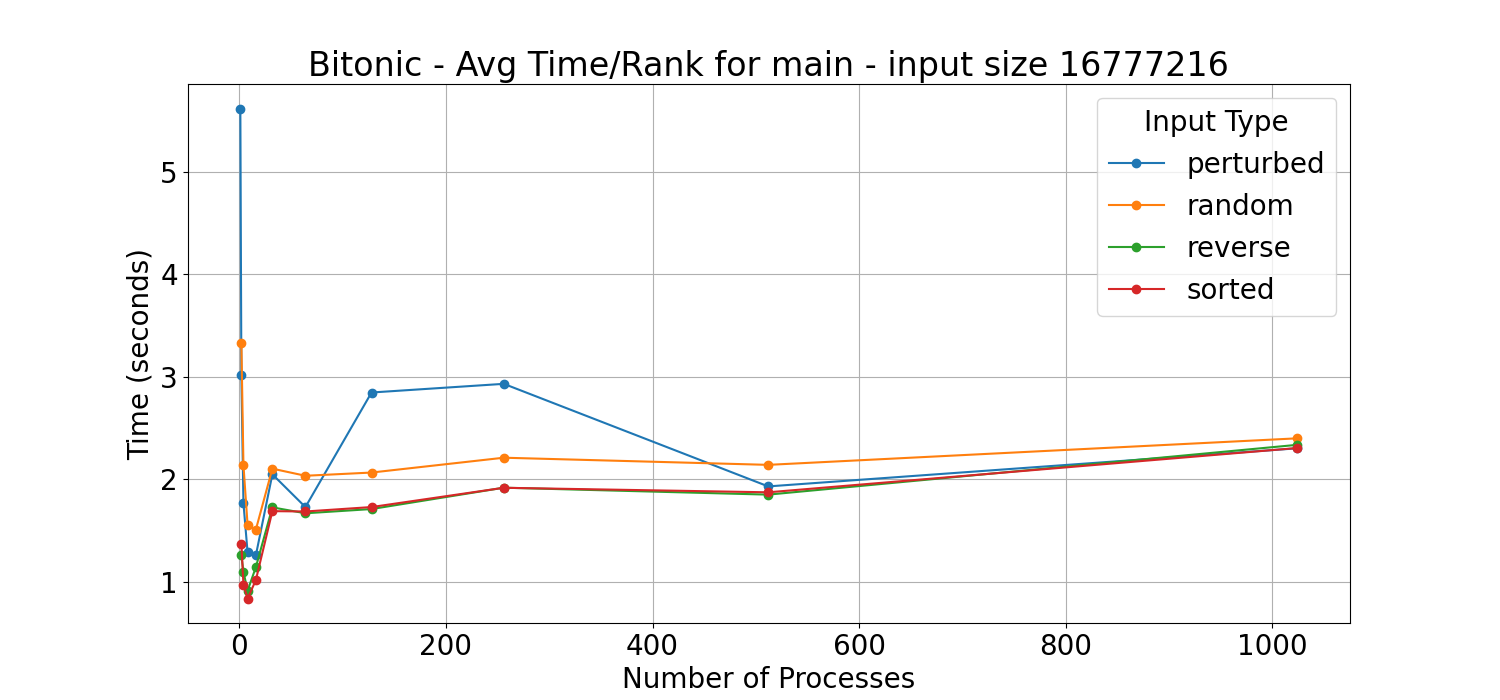 Bitonic - Avg Time/Rank for main - input size 16777216
Time (seconds)
5
4
3
2
1
0 200 400 600 800 1000
Number of Processes
Input Type
perturbed
random
reverse
sorted